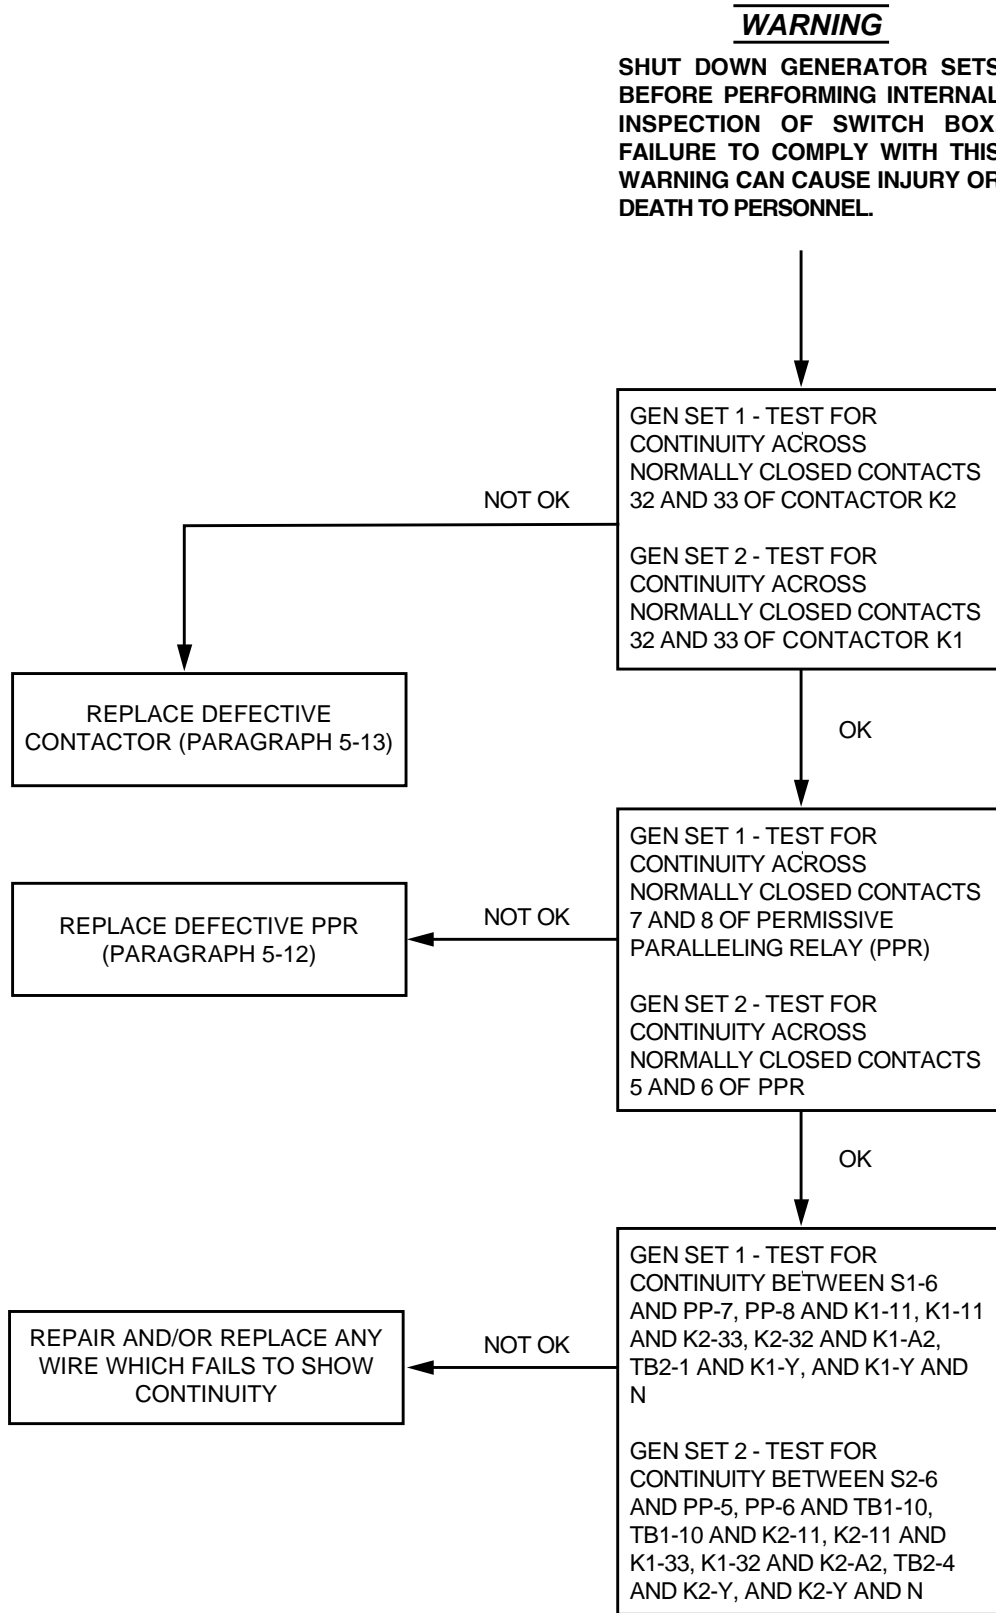 WARNING
SHUT DOWN GENERATOR SETS
BEFORE PERFORMING INTERNAL
INSPECTION OF SWITCH BOX
FAILURE TO COMPLY WITH THIS
WARNING CAN CAUSE INJURY OR
DEATH TO PERSONNEL.
GEN SET 1 - TEST FOR
CONTINUITY ACROSS
NORMALLY CLOSED CONTACTS
32 AND 33 OF CONTACTOR K2
GEN SET 2 - TEST FOR
CONTINUITY ACROSS
NORMALLY CLOSED CONTACTS
32 AND 33 OF CONTACTOR K1
NOT OK
REPLACE DEFECTIVE
CONTACTOR (PARAGRAPH 5-13)
OK
GEN SET 1 - TEST FOR
CONTINUITY ACROSS
NORMALLY CLOSED CONTACTS
7 AND 8 OF PERMISSIVE
PARALLELING RELAY (PPR)
GEN SET 2 - TEST FOR
CONTINUITY ACROSS
NORMALLY CLOSED CONTACTS
5 AND 6 OF PPR
NOT OK
REPLACE DEFECTIVE PPR
(PARAGRAPH 5-12)
OK
GEN SET 1 - TEST FOR
CONTINUITY BETWEEN S1-6
AND PP-7, PP-8 AND K1-11, K1-11
AND K2-33, K2-32 AND K1-A2,
TB2-1 AND K1-Y, AND K1-Y AND
N
GEN SET 2 - TEST FOR
CONTINUITY BETWEEN S2-6
AND PP-5, PP-6 AND TB1-10,
TB1-10 AND K2-11, K2-11 AND
K1-33, K1-32 AND K2-A2, TB2-4
AND K2-Y, AND K2-Y AND N
NOT OK
REPAIR AND/OR REPLACE ANY
WIRE WHICH FAILS TO SHOW
CONTINUITY